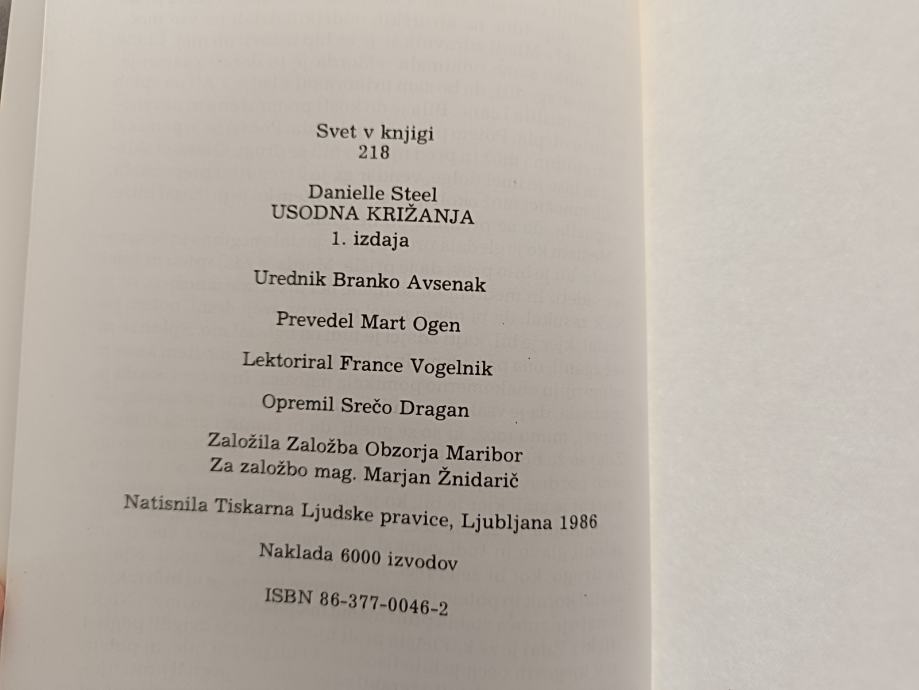 Svet v knjigi
218
Danielle Steel
USODNA KRIŽANJA
1. izdaja
Urednik Branko Avsenak
Prevedel Mart Ogen
Lektoriral France Vogelnik
Opremil Srečo Dragan
Založila Založba Obzorja Maribor
Za založbo mag. Marjan Žnidarič
Natisnila Tiskarna Ljudske pravice, Ljubljana 1986
Naklada 6000 izvodov
ISBN 86-377-0046-2